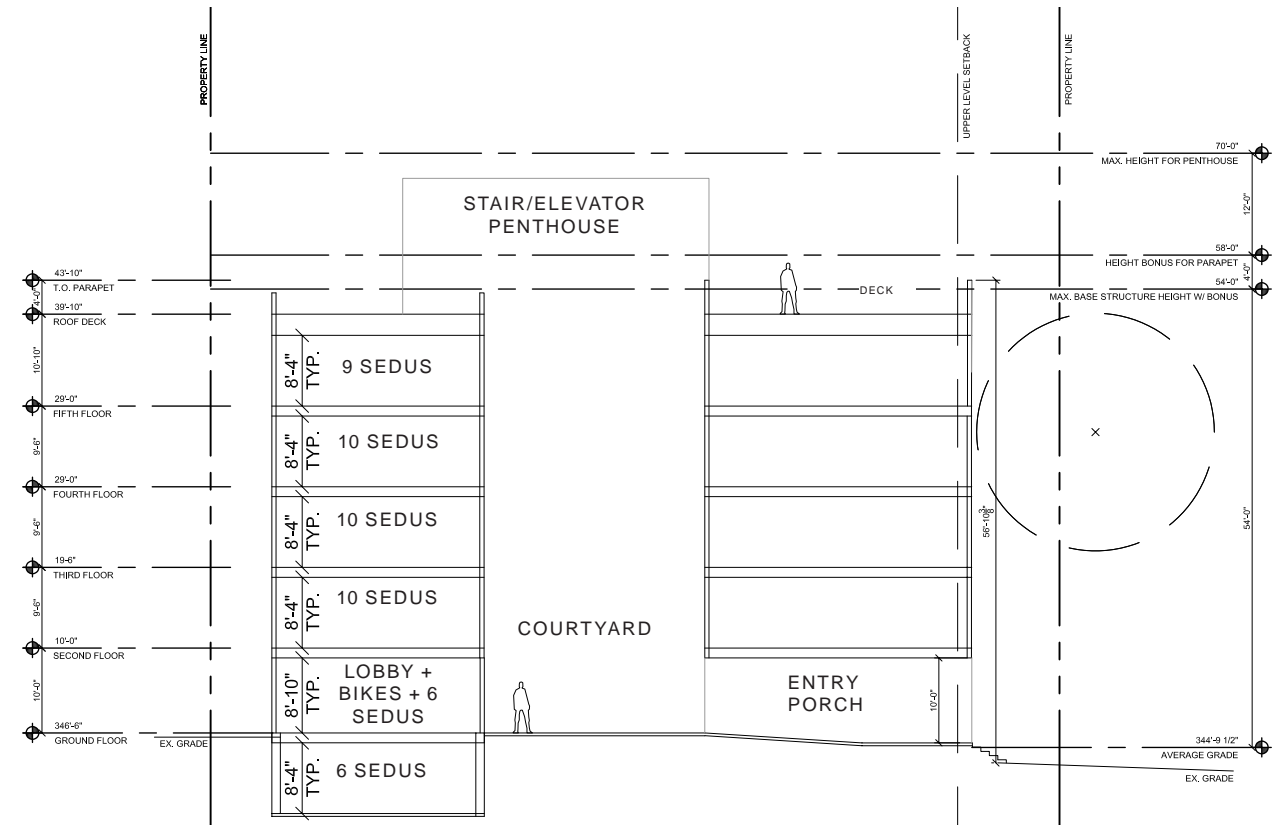 PROPERTY LINE
UPPER LEVEL SETBACK
PROPERTY LINE
70'-0"
MAX. HEIGHT FOR PENTHOUSE
12'-0"
STAIR/ELEVATOR
PENTHOUSE
58'-0"
HEIGHT BONUS FOR PARAPET
4'-0"
54'-0"
MAX. BASE STRUCTURE HEIGHT W/ BONUS
43'-10"
T.O. PARAPET
4'-0"
39'-10"
ROOF DECK
DECK
10'-10"
8'-4"
TYP.
9 SEDUS
29'-0"
FIFTH FLOOR
9'-6"
8'-4"
TYP.
10 SEDUS
29'-0"
FOURTH FLOOR
9'-6"
8'-4"
TYP.
10 SEDUS
56'-10 3/8"
54'-0"
19-6"
THIRD FLOOR
9'-6"
8'-4"
TYP.
10 SEDUS
COURTYARD
10'-0"
SECOND FLOOR
10'-0"
8'-10"
TYP.
LOBBY +
BIKES + 6
SEDUS
ENTRY
PORCH
10'-0"
346'-6"
GROUND FLOOR
EX. GRADE
344'-9 1/2"
AVERAGE GRADE
EX. GRADE
8'-4"
TYP.
6 SEDUS